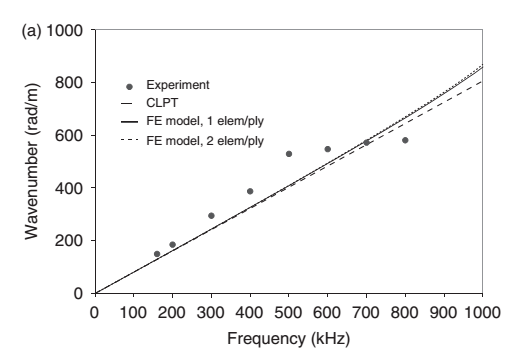 (a) 1000
800
600
400
200
0
Wavenumber (rad/m)
Experiment
CLPT
FE model, 1 elem/ply
FE model, 2 elem/ply
0 100 200 300 400 500 600 700 800 900 1000
Frequency (kHz)